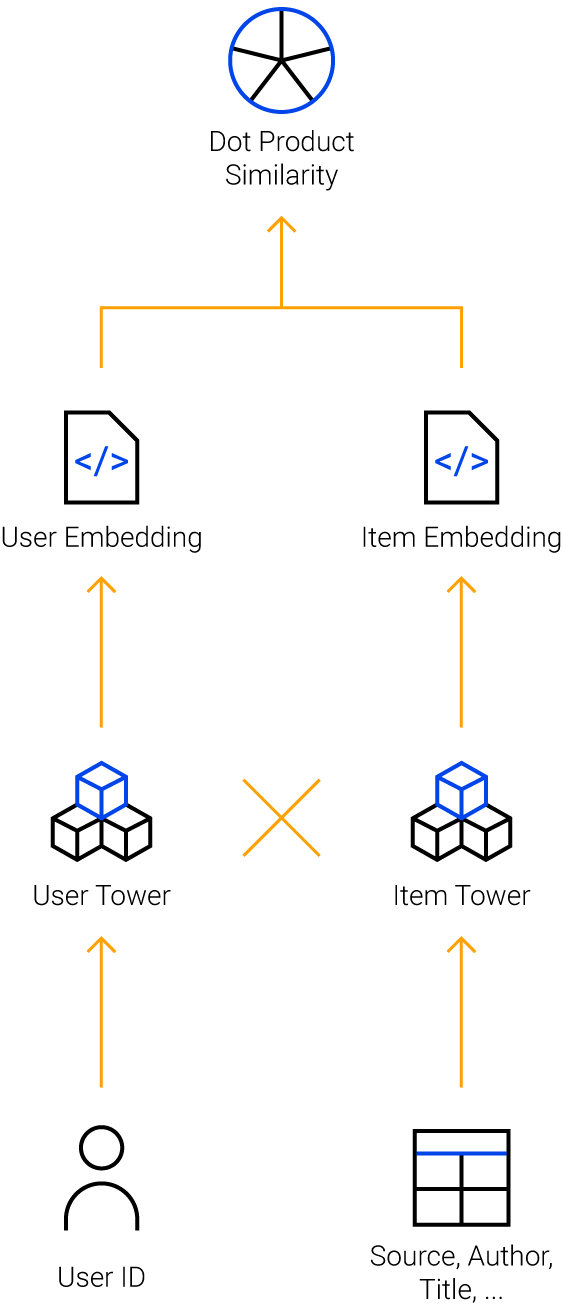 Dot Product
Similarity
</>
</>
User Embedding
Item Embedding
User Tower
Item Tower
User ID
Source, Author,
Title, ...